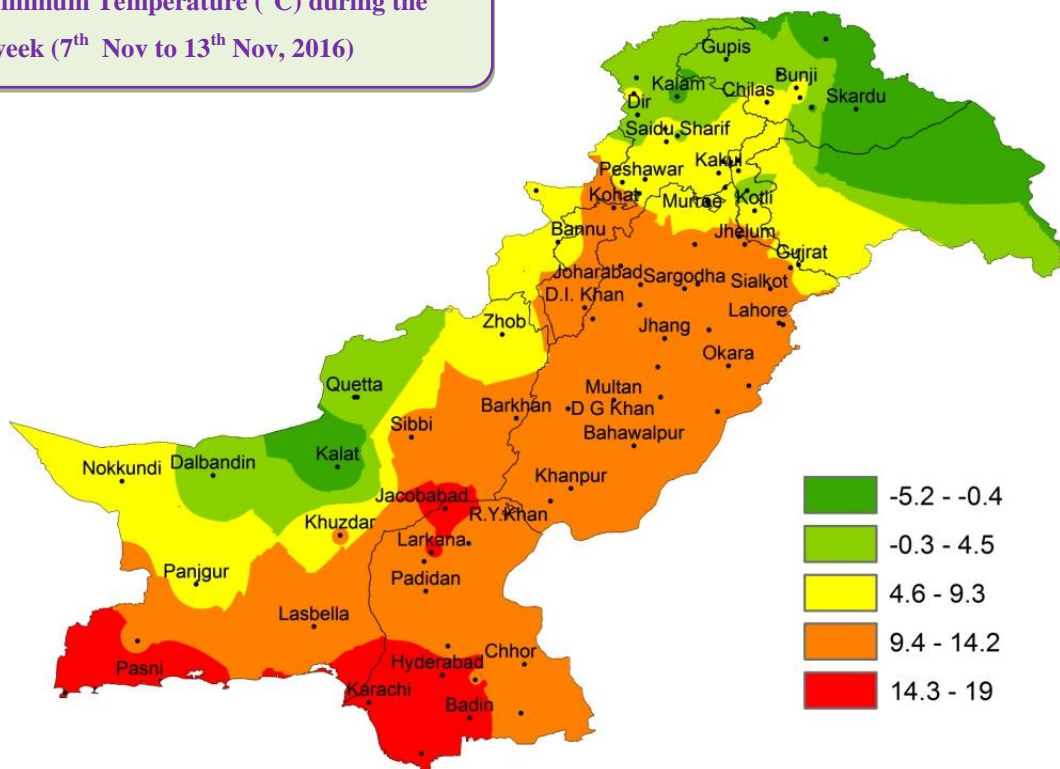 Temperature (°C) during the
(7th Nov to 13th Nov, 2016)
Gupis
Bunji
Kalam
Chilas
Skardu
Dir
Saidu Sharif
Kakul
Peshawar
Kohat
Murree
Kotli
Bannu
Jhelum
Gujrat
Joharabad
Sargodha
Sialkot
D.I. Khan
Lahore
Zhob
Jhang
Okara
Quetta
Multan
Barkhan
D G Khan
Sibbi
Bahawalpur
Kalat
Dalbandin
Nokkundi
Khanpur
Jacobabad
R.Y.Khan
Khuzdar
Larkana
Panjgur
Padidan
Lasbella
Chhor
Hyderabad
Pasni
Karachi
Badin
-5.2 - -0.4
-0.3 - 4.5
4.6 - 9.3
9.4 - 14.2
14.3 - 19